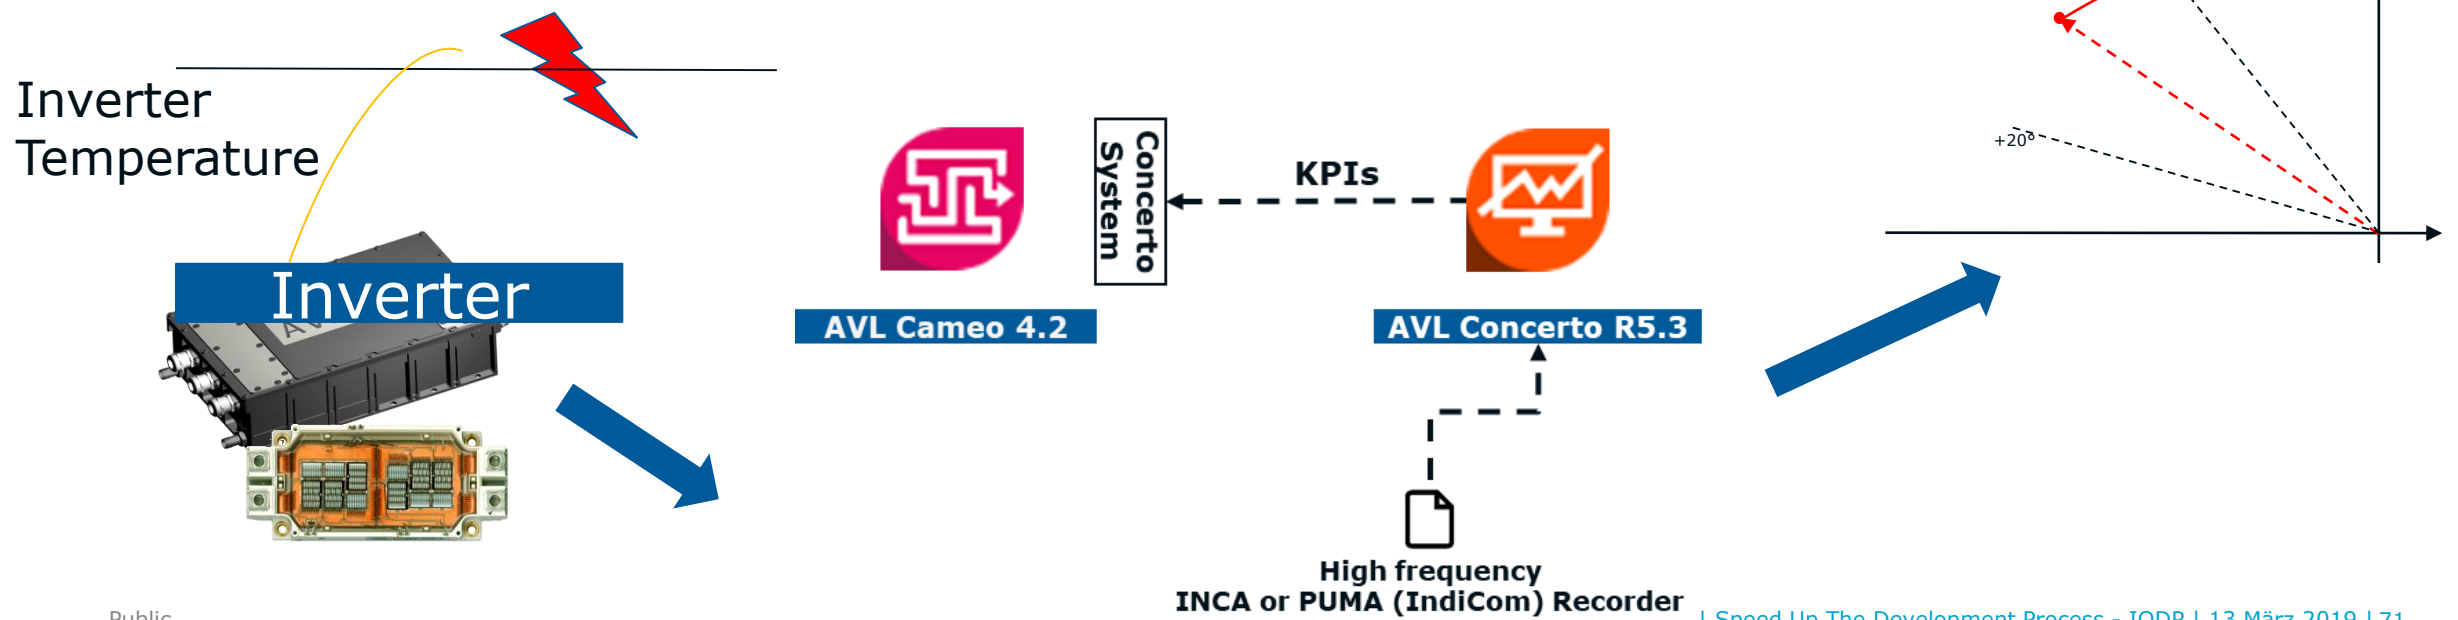 Inverter
Temperature
+20°
Concerto
System
KPIs
Inverter
AV
AVL Cameo 4.2
AVL Concerto R5.3
High frequency
INCA or PUMA (IndiCom) Recorder
Public
| Speed Up The Development Process - IODP | 13 März 2019 | 71